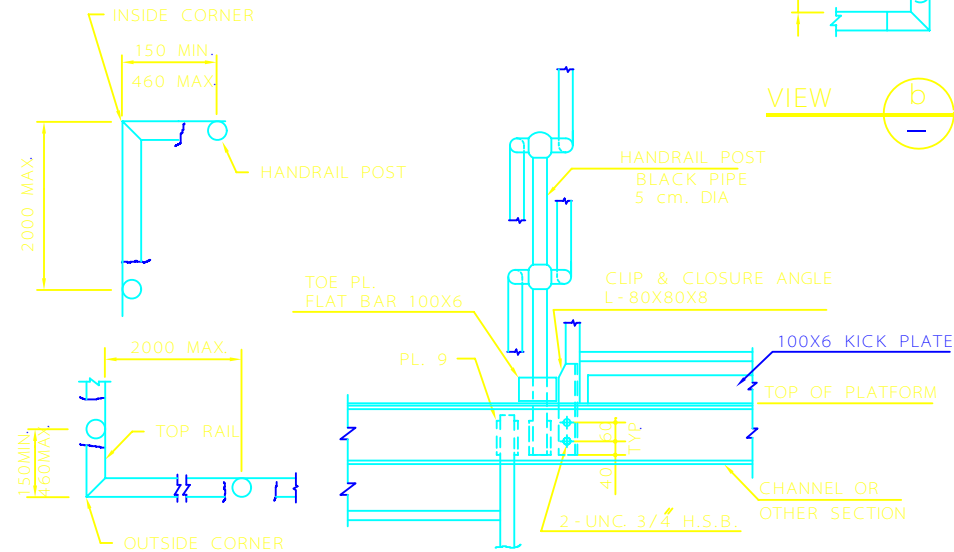 INSIDE CORNER
150 MIN.
460 MAX.
2000 MAX.
HANDRAIL POST
VIEW
b
HANDRAIL POST
BLACK PIPE
5 cm. DIA
TOE PL.
FLAT BAR 100X6
CLIP & CLOSURE ANGLE
L-80X80X8
100X6 KICK PLATE
2000 MAX.
PL. 9
TOP OF PLATFORM
TOP RAIL
150MIN.
460MAX.
TYP.
40
CHANNEL OR
OTHER SECTION
2-UNC. 3/4" H.S.B.
OUTSIDE CORNER